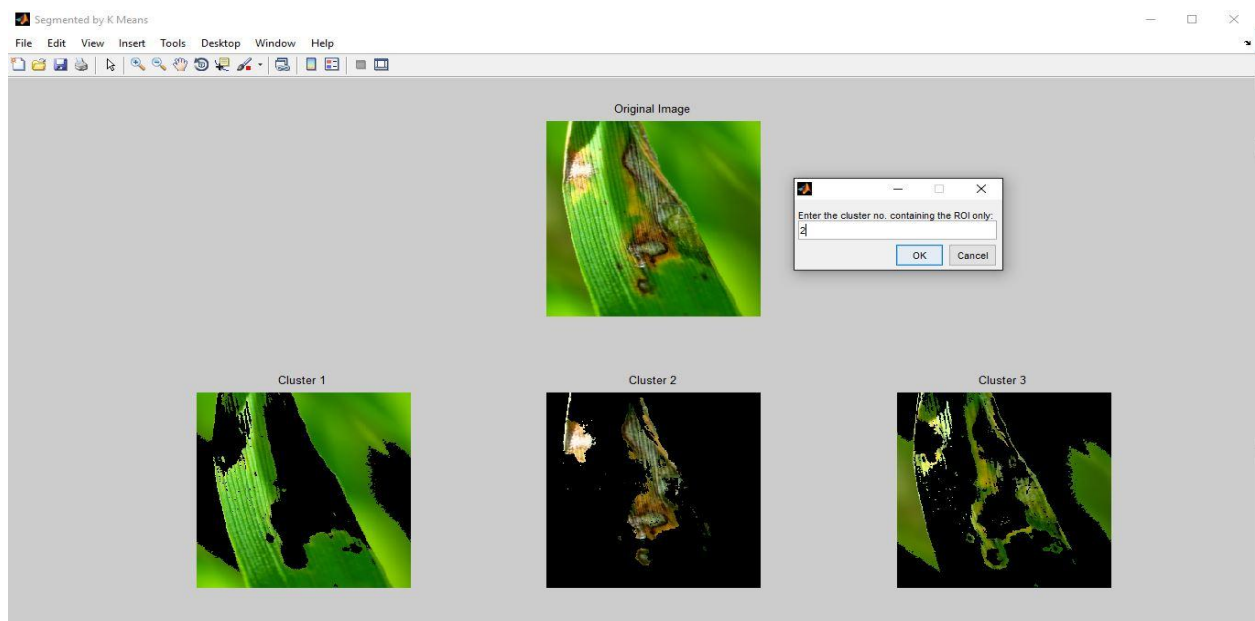 Segmented by K Means
File Edit View Insert Tools Desktop Window Help
Original Image
Enter the cluster no. containing the ROI only:
2
OK Cancel
Cluster 1 Cluster 2 Cluster 3